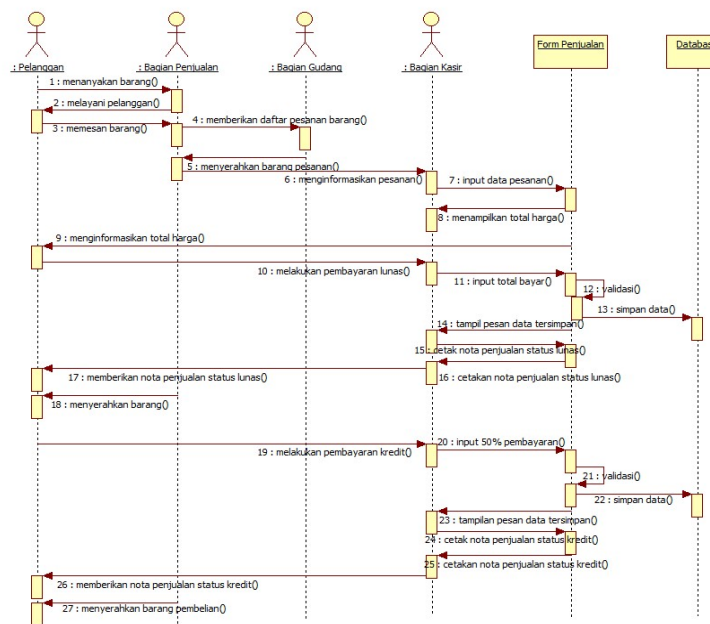 : Pelanggan
: Bagian Penjualan
: Bagian Gudang
: Bagian Kasir
Form Penjualan
Databas
1 : menanyakan barang()
2 : melayani pelanggan()
3 : memesan barang()
4 : memberikan daftar pesanan barang()
5 : menyerahkan barang pesanan()
6 : menginformasikan pesanan()
7 : input data pesanan()
8 : menampilkan total harga()
9 : menginformasikan total harga()
10 : melakukan pembayaran lunas()
11 : input total bayar()
12 : validasi()
13 : simpan data()
14 : tampil pesan data tersimpan()
15 : cetak nota penjualan status lunas()
16 : cetakan nota penjualan status lunas()
17 : memberikan nota penjualan status lunas()
18 : menyerahkan barang()
19 : melakukan pembayaran kredit()
20 : input 50% pembayaran()
21 : validasi()
22 : simpan data()
23 : tampilan pesan data tersimpan()
24 : cetak nota penjualan status kredit()
25 : cetakan nota penjualan status kredit()
26 : memberikan nota penjualan status kredit()
27 : menyerahkan barang pembelian()